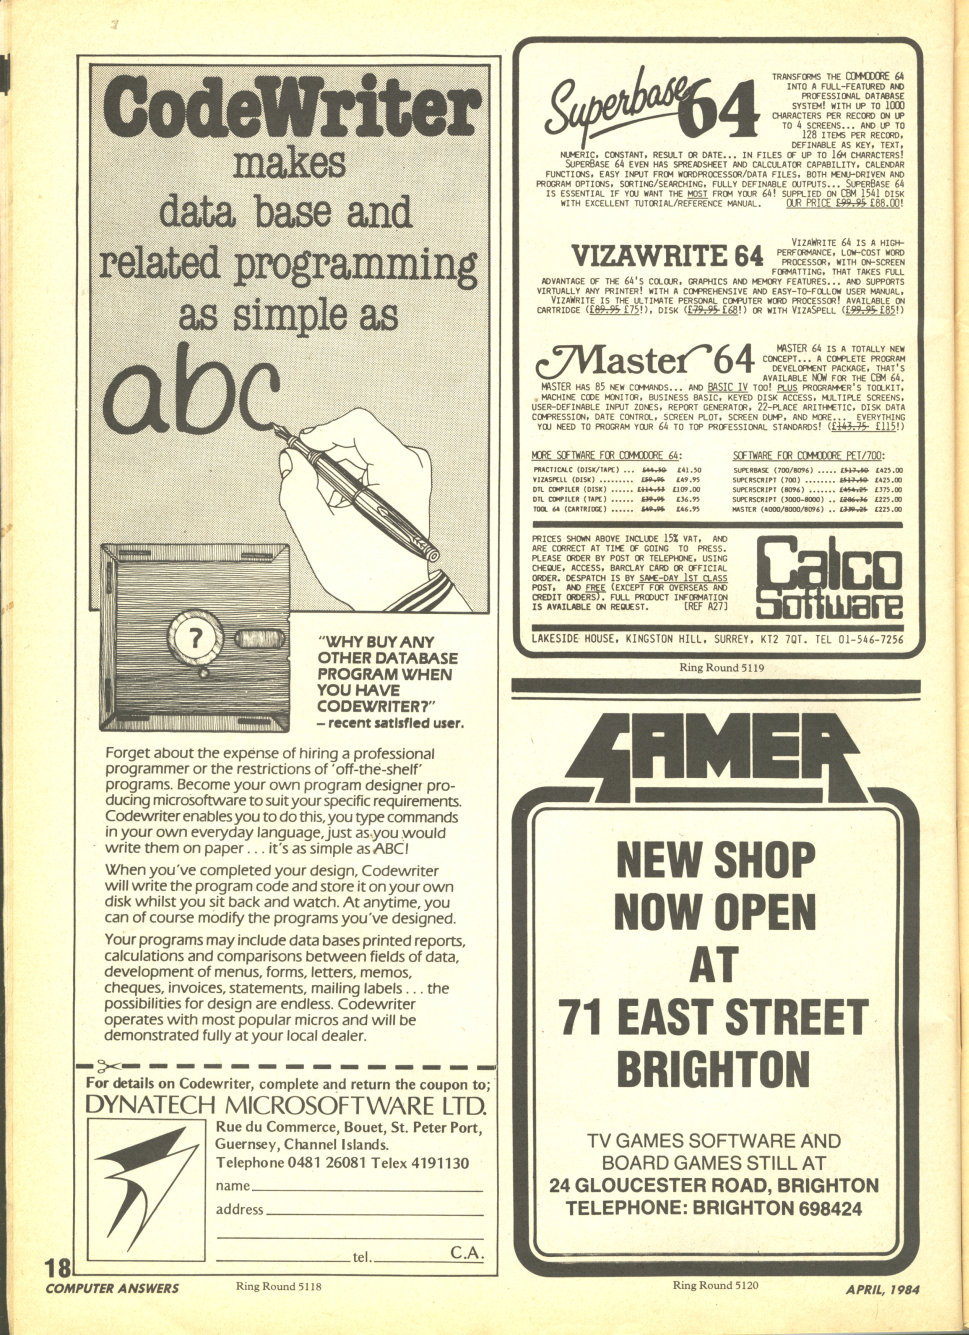 CodeWriter
makes
data base and
related programming
as simple as
abc
?
"WHY BUY ANY
OTHER DATABASE
PROGRAM WHEN
YOU HAVE
CODEWRITER?"
– recent satisfied user.
Forget about the expense of hiring a professional
programmer or the restrictions of 'off-the-shelf'
programs. Become your own program designer pro-
ducing microsoftware to suit your specific requirements.
Codewriter enables you to do this, you type commands
in your own everyday language, just as you would
write them on paper . . . it's as simple as ABC!
When you've completed your design, Codewriter
will write the program code and store it on your own
disk whilst you sit back and watch. At anytime, you
can of course modify the programs you've designed.
Your programs may include data bases printed reports,
calculations and comparisons between fields of data,
development of menus, forms, letters, memos,
cheques, invoices, statements, mailing labels . . . the
possibilities for design are endless. Codewriter
operates with most popular micros and will be
demonstrated fully at your local dealer.
For details on Codewriter, complete and return the coupon to;
DYNATECH MICROSOFTWARE LTD.
Rue du Commerce, Bouet, St. Peter Port,
Guernsey, Channel Islands.
Telephone 0481 26081 Telex 4191130
name
address
tel. C.A.
Ring Round 5118
Superbase 64
TRANSFORMS THE COMMODORE 64
INTO A FULL-FEATURED AND
PROFESSIONAL DATABASE
SYSTEM! WITH UP TO 1000
CHARACTERS PER RECORD ON UP
TO 4 SCREENS... AND UP TO
128 ITEMS PER RECORD,
DEFINABLE AS KEY, TEXT,
NUMERIC, CONSTANT, RESULT OR DATE... IN FILES OF UP TO 16M CHARACTERS!
SUPERBASE 64 EVEN HAS SPREADSHEET AND CALCULATOR CAPABILITY, CALENDAR
FUNCTIONS, EASY INPUT FROM WORDPROCESSOR/DATA FILES, BOTH MENU-DRIVEN AND
PROGRAM OPTIONS, SORTING/SEARCHING, FULLY DEFINABLE OUTPUTS... SUPERBASE 64
IS ESSENTIAL IF YOU WANT THE MOST FROM YOUR 64! SUPPLIED ON CBM 1541 DISK
WITH EXCELLENT TUTORIAL/REFERENCE MANUAL. OUR PRICE £99.95 £88.00!
VIZAWRITE 64
VIZAWRITE 64 IS A HIGH-
PERFORMANCE, LOW-COST WORD
PROCESSOR, WITH ON-SCREEN
FORMATTING, THAT TAKES FULL
ADVANTAGE OF THE 64'S COLOUR, GRAPHICS AND MEMORY FEATURES... AND SUPPORTS
VIRTUALLY ANY PRINTER! WITH A COMPREHENSIVE AND EASY-TO-FOLLOW USER MANUAL,
VIZAWRITE IS THE ULTIMATE PERSONAL COMPUTER WORD PROCESSOR! AVAILABLE ON
CARTRIDGE (£89.95 £75!), DISK (£79.95 £68!) OR WITH VIZASPELL (£99.95 £85!)
Master 64
MASTER 64 IS A TOTALLY NEW
CONCEPT... A COMPLETE PROGRAM
DEVELOPMENT PACKAGE, THAT'S
AVAILABLE NOW FOR THE CBM 64.
MASTER HAS 85 NEW COMMANDS... AND BASIC IV TOO! PLUS PROGRAMMER'S TOOLKIT,
MACHINE CODE MONITOR, BUSINESS BASIC, KEYED DISK ACCESS, MULTIPLE SCREENS,
USER-DEFINABLE INPUT ZONES, REPORT GENERATOR, 22-PLACE ARITHMETIC, DISK DATA
COMPRESSION, DATE CONTROL, SCREEN PLOT, SCREEN DUMP, AND MORE... EVERYTHING
YOU NEED TO PROGRAM YOUR 64 TO TOP PROFESSIONAL STANDARDS! (£143.75 £115!)
MORE SOFTWARE FOR COMMODORE 64:
PRACTICALC (DISK/TAPE) ... £44.50 £41.50
VIZASPELL (DISK) ......... £59.95 £49.95
DTL COMPILER (DISK) ...... £114.53 £109.00
DTL COMPILER (TAPE) ...... £39.95 £36.95
TOOL 64 (CARTRIDGE) ...... £49.95 £46.95
SOFTWARE FOR COMMODORE PET/700:
SUPERBASE (700/8096) ..... £517.50 £425.00
SUPERSCRIPT (700) ........ £517.50 £425.00
SUPERSCRIPT (8096) ....... £454.25 £375.00
SUPERSCRIPT (3000-8000) .. £286.36 £225.00
MASTER (4000/8000/8096) .. £339.25 £225.00
PRICES SHOWN ABOVE INCLUDE 15% VAT, AND
ARE CORRECT AT TIME OF GOING TO PRESS.
PLEASE ORDER BY POST OR TELEPHONE, USING
CHEQUE, ACCESS, BARCLAY CARD OR OFFICIAL
ORDER. DESPATCH IS BY SAME-DAY 1ST CLASS
POST, AND FREE (EXCEPT FOR OVERSEAS AND
CREDIT ORDERS). FULL PRODUCT INFORMATION
IS AVAILABLE ON REQUEST. [REF A27]
Calco
Software
LAKESIDE HOUSE, KINGSTON HILL, SURREY, KT2 7QT. TEL 01-546-7256
Ring Round 5119
GAMER
NEW SHOP
NOW OPEN
AT
71 EAST STREET
BRIGHTON
TV GAMES SOFTWARE AND
BOARD GAMES STILL AT
24 GLOUCESTER ROAD, BRIGHTON
TELEPHONE: BRIGHTON 698424
Ring Round 5120
18
COMPUTER ANSWERS
APRIL, 1984